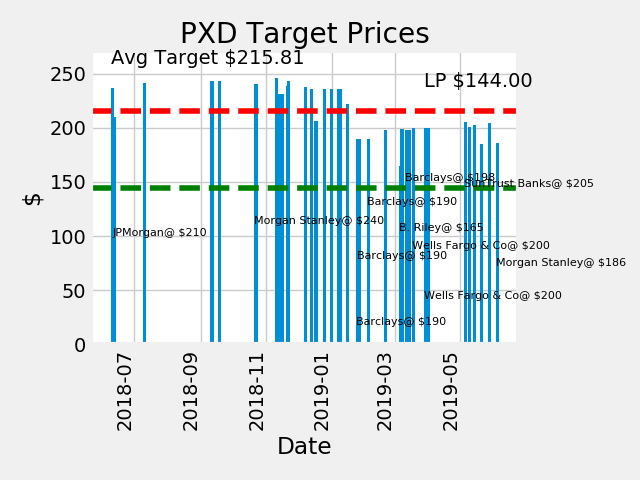 PXD Target Prices
Avg Target $215.81
LP $144.00
250
200
150
100
50
0
$
Barclays@ $198
SunTrust Banks@ $205
Barclays@ $190
Morgan Stanley@ $240
B. Riley@ $165
JPMorgan@ $210
Wells Fargo & Co@ $200
Barclays@ $190
Morgan Stanley@ $186
Wells Fargo & Co@ $200
Barclays@ $190
2018-07
2018-09
2018-11
2019-01
2019-03
2019-05
Date